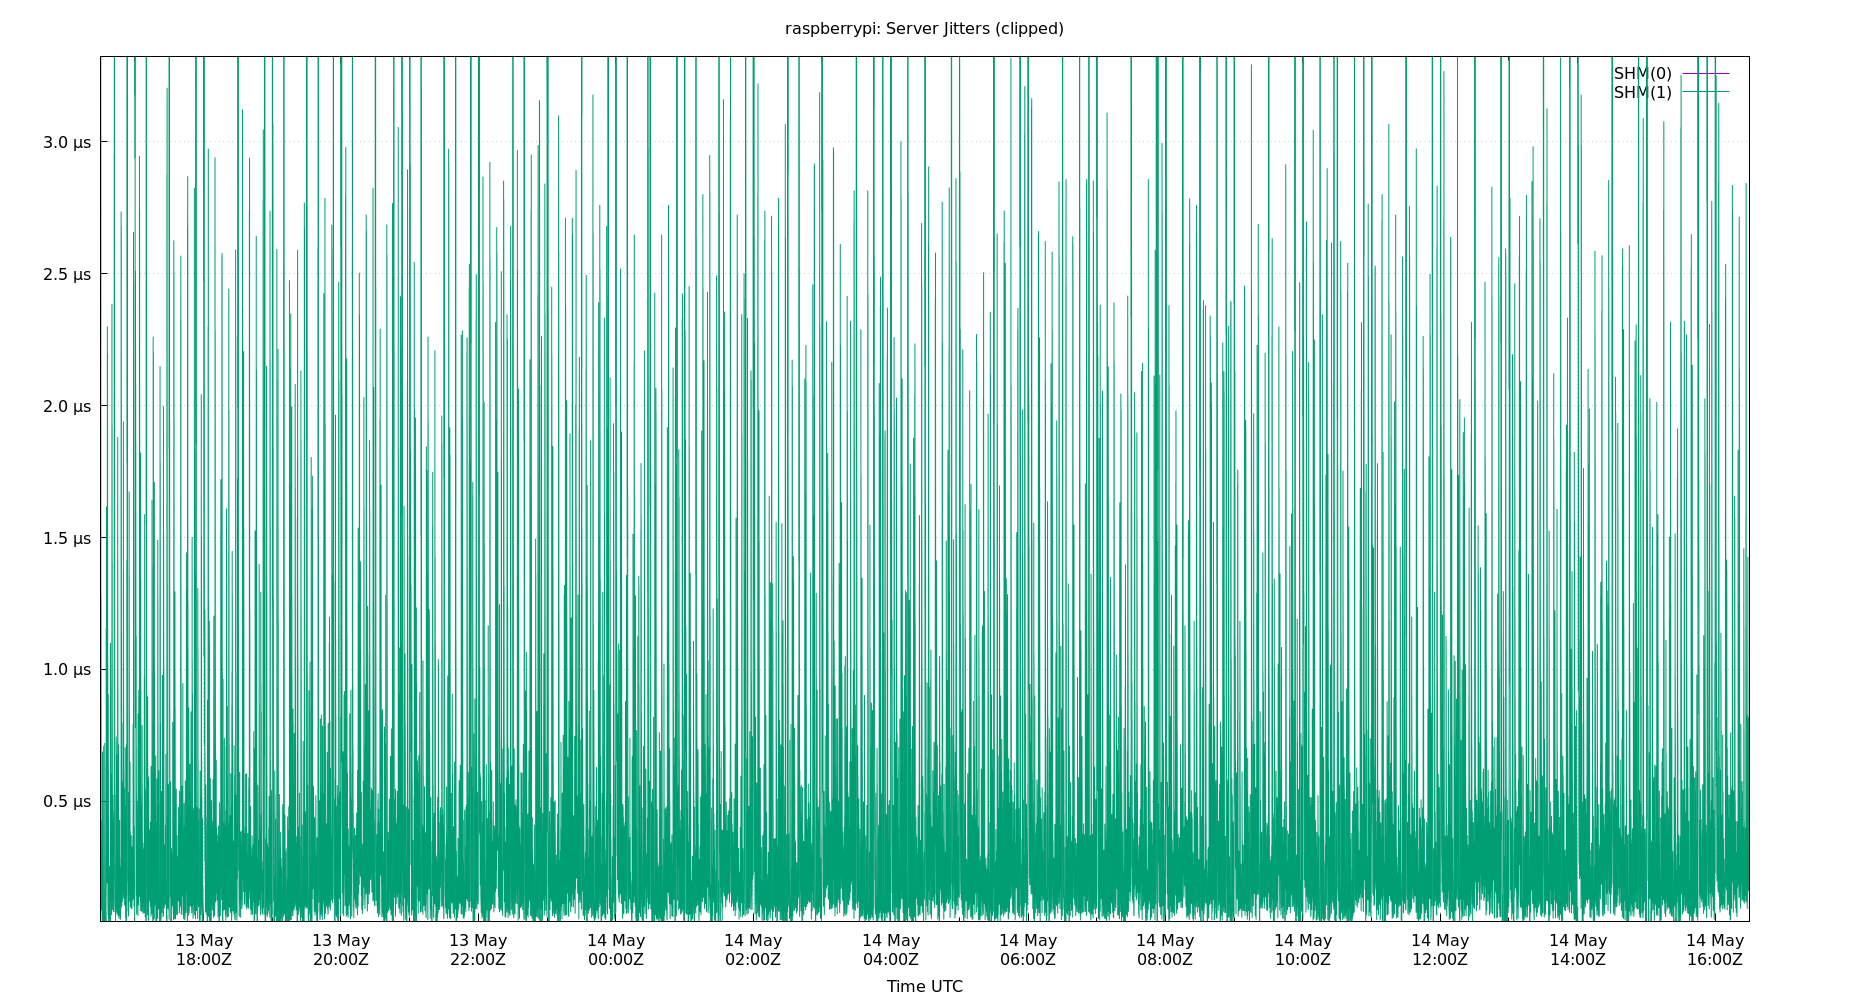 raspberrypi: Server Jitters (clipped)
SHM(0)
SHM(1)
3.0 µs
2.5 µs
2.0 µs
1.5 µs
1.0 µs
0.5 µs
13 May 13 May 13 May 14 May 14 May 14 May 14 May 14 May 14 May 14 May 14 May 14 May
18:00Z 20:00Z 22:00Z 00:00Z 02:00Z 04:00Z 06:00Z 08:00Z 10:00Z 12:00Z 14:00Z 16:00Z
Time UTC